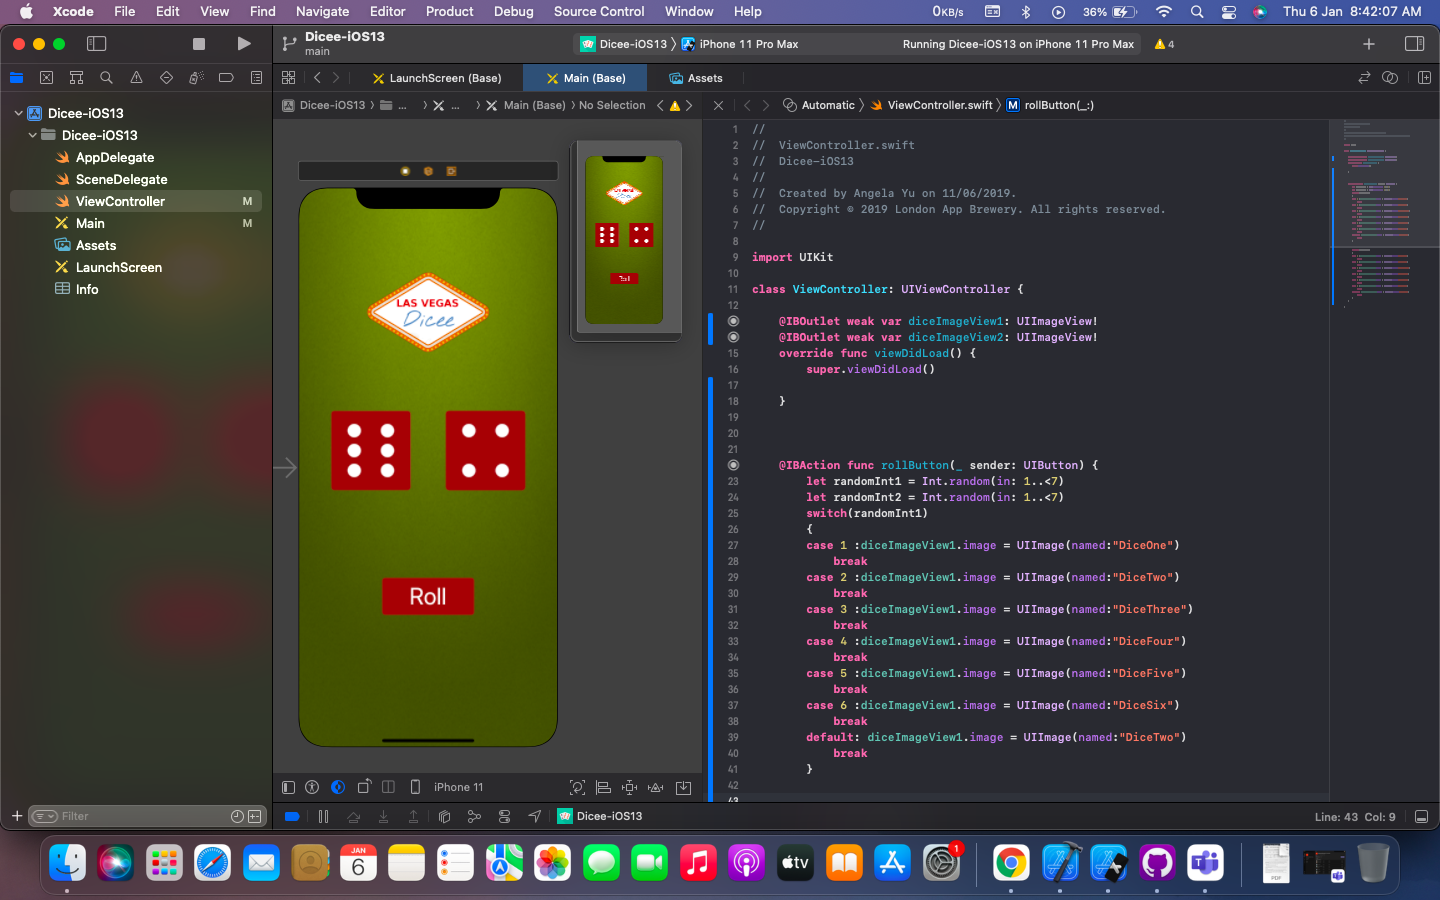 Xcode File Edit View Find Navigate Editor Product Debug Source Control Window Help 0KB/s 36% Thu 6 Jan 8:42:07 AM
Dicee-iOS13
main
Dicee-iOS13 iPhone 11 Pro Max Running Dicee-iOS13 on iPhone 11 Pro Max 4
LaunchScreen (Base) Main (Base) Assets
Dicee-iOS13 ... ... Main (Base) No Selection
Automatic ViewController.swift M rollButton(_:)
Dicee-iOS13
Dicee-iOS13
AppDelegate
SceneDelegate
ViewController M
Main M
Assets
LaunchScreen
Info
Filter
LAS VEGAS
Dicee
Roll
Roll
iPhone 11
1 //
2 //  ViewController.swift
3 //  Dicee-iOS13
4 //
5 //  Created by Angela Yu on 11/06/2019.
6 //  Copyright © 2019 London App Brewery. All rights reserved.
7 //
8
9 import UIKit
10
11 class ViewController: UIViewController {
12
@IBOutlet weak var diceImageView1: UIImageView!
@IBOutlet weak var diceImageView2: UIImageView!
15 override func viewDidLoad() {
16 super.viewDidLoad()
17
18 }
19
20
21
@IBAction func rollButton(_ sender: UIButton) {
23 let randomInt1 = Int.random(in: 1..<7)
24 let randomInt2 = Int.random(in: 1..<7)
25 switch(randomInt1)
26 {
27 case 1 :diceImageView1.image = UIImage(named:"DiceOne")
28 break
29 case 2 :diceImageView1.image = UIImage(named:"DiceTwo")
30 break
31 case 3 :diceImageView1.image = UIImage(named:"DiceThree")
32 break
33 case 4 :diceImageView1.image = UIImage(named:"DiceFour")
34 break
35 case 5 :diceImageView1.image = UIImage(named:"DiceFive")
36 break
37 case 6 :diceImageView1.image = UIImage(named:"DiceSix")
38 break
39 default: diceImageView1.image = UIImage(named:"DiceTwo")
40 break
41 }
42
43
Dicee-iOS13
Line: 43 Col: 9
JAN
6
tv
1
PDF